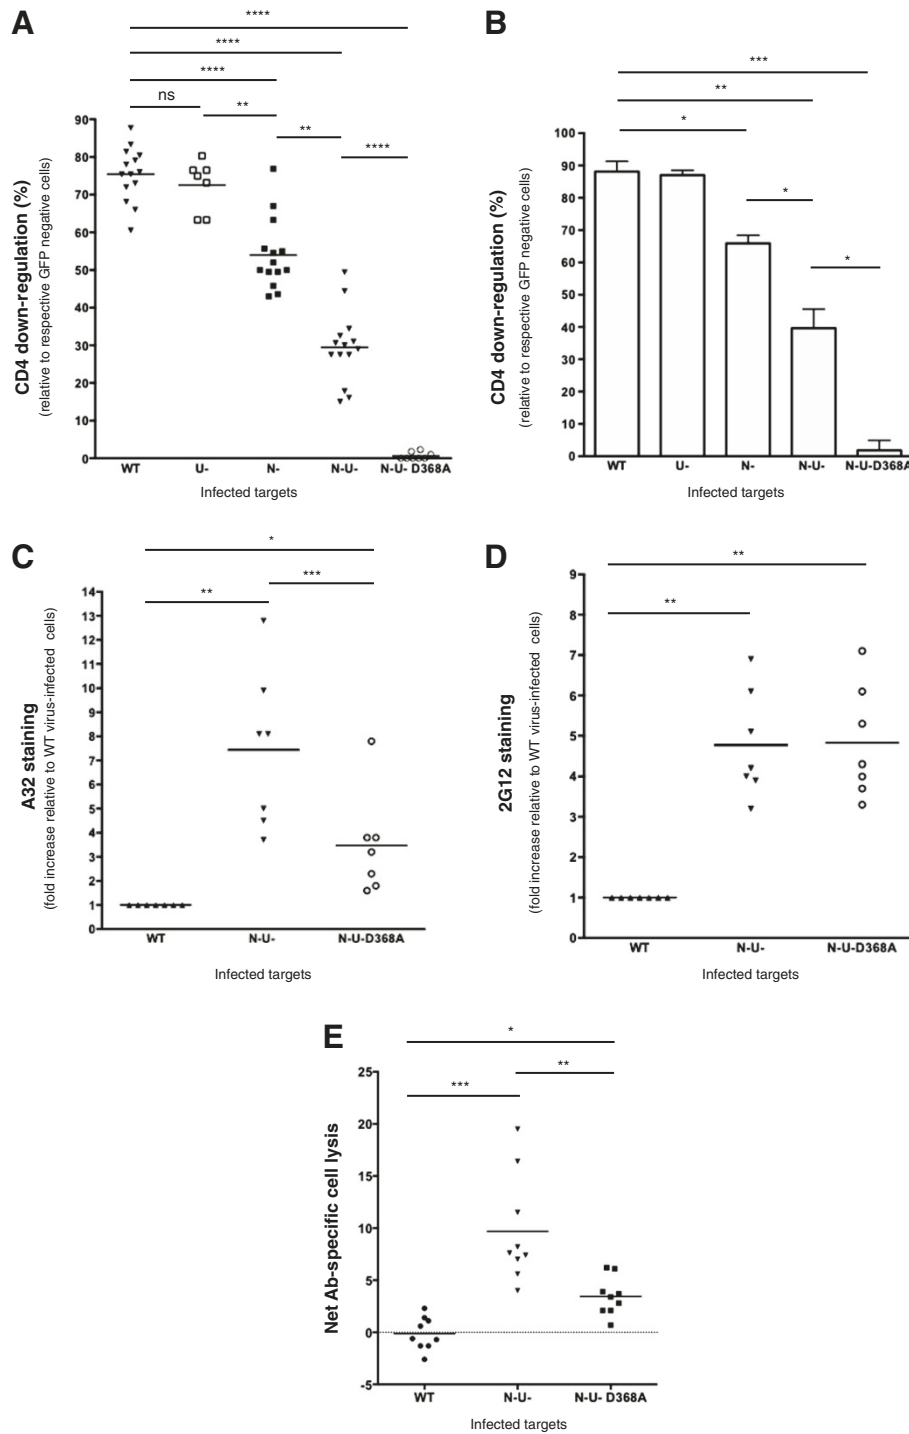 A
****
****
****
ns
**
**
****
CD4 down-regulation (%)
(relative to respective GFP negative cells)
90
80
70
60
50
40
30
20
10
0
WT U- N- N-U- N-U- D368A
Infected targets
B
***
**
*
*
*
CD4 down-regulation (%)
(relative to respective GFP negative cells)
100
90
80
70
60
50
40
30
20
10
0
WT U- N- N-U- N-U-D368A
Infected targets
C
*
***
**
A32 staining
(fold increase relative to WT virus-infected cells)
14
13
12
11
10
9
8
7
6
5
4
3
2
1
0
WT N-U- N-U-D368A
Infected targets
D
**
**
2G12 staining
(fold increase relative to WT virus-infected cells)
9
8
7
6
5
4
3
2
1
0
WT N-U- N-U-D368A
Infected targets
E
*
**
***
Net Ab-specific cell lysis
25
20
15
10
5
0
-5
WT N-U- N-U- D368A
Infected targets